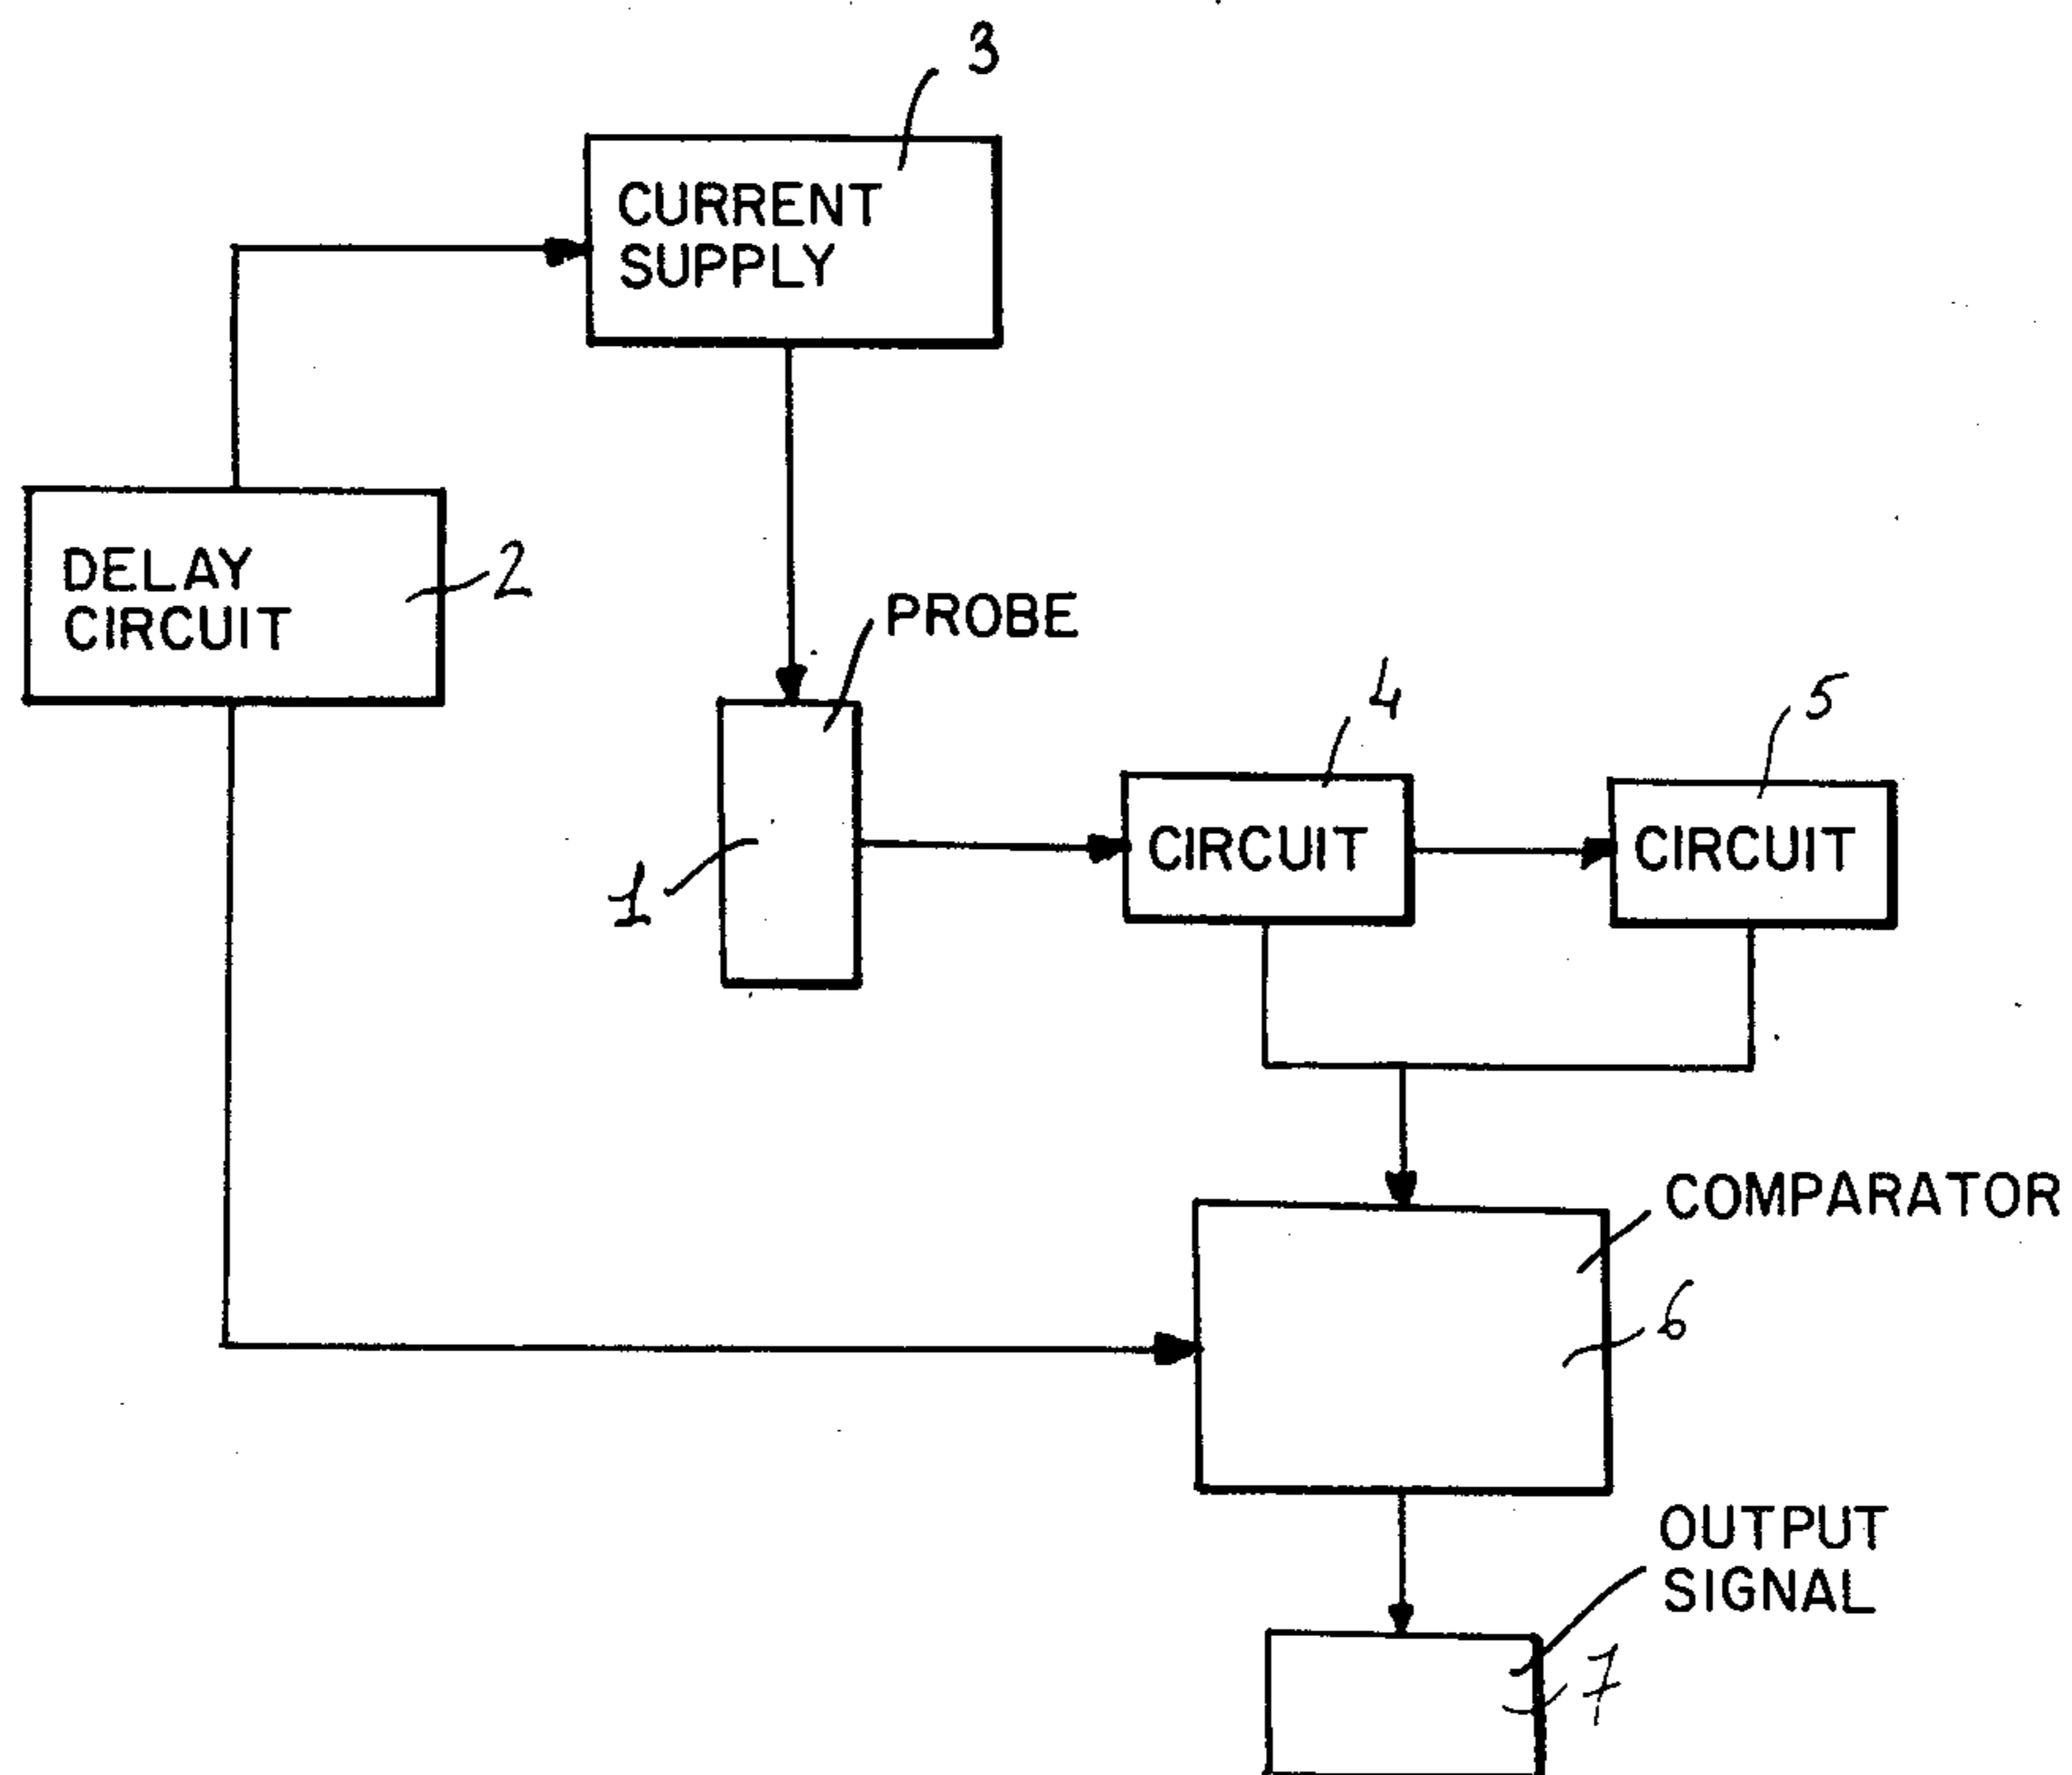 3
CURRENT
SUPPLY
DELAY
CIRCUIT
2
PROBE
1
4
CIRCUIT
5
CIRCUIT
COMPARATOR
6
OUTPUT
SIGNAL
7